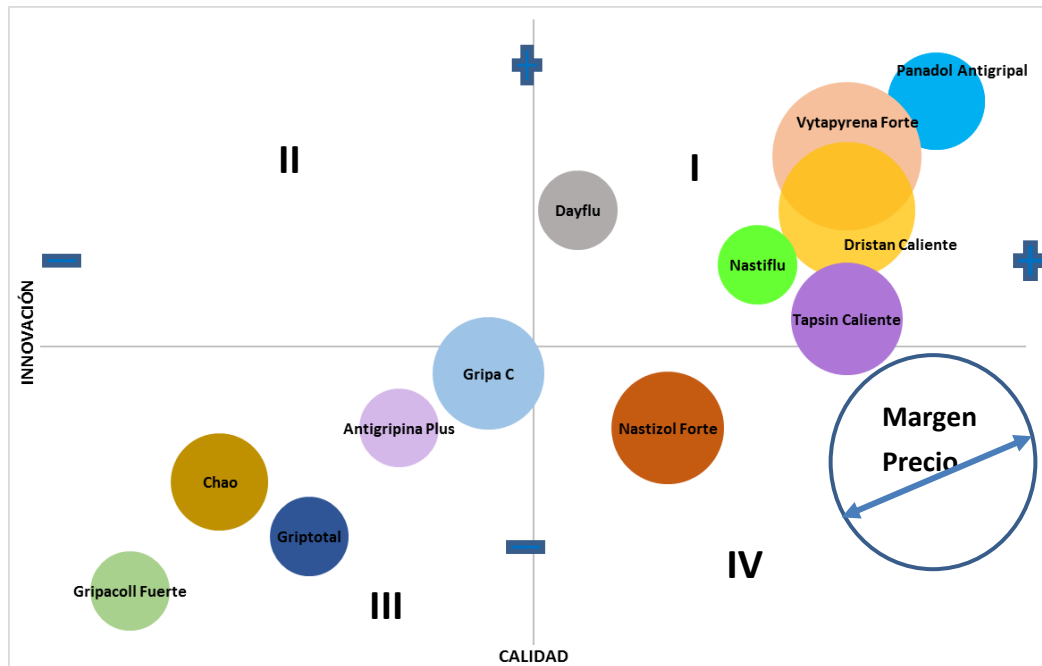 Panadol Antigripal
Vytapyrena Forte
II
I
Dayflu
Dristan Caliente
Nastiflu
INNOVACIÓN
Tapsin Caliente
Gripa C
Margen
Precio
Antigripina Plus
Nastizol Forte
Chao
Griptotal
IV
Gripacoll Fuerte
III
CALIDAD